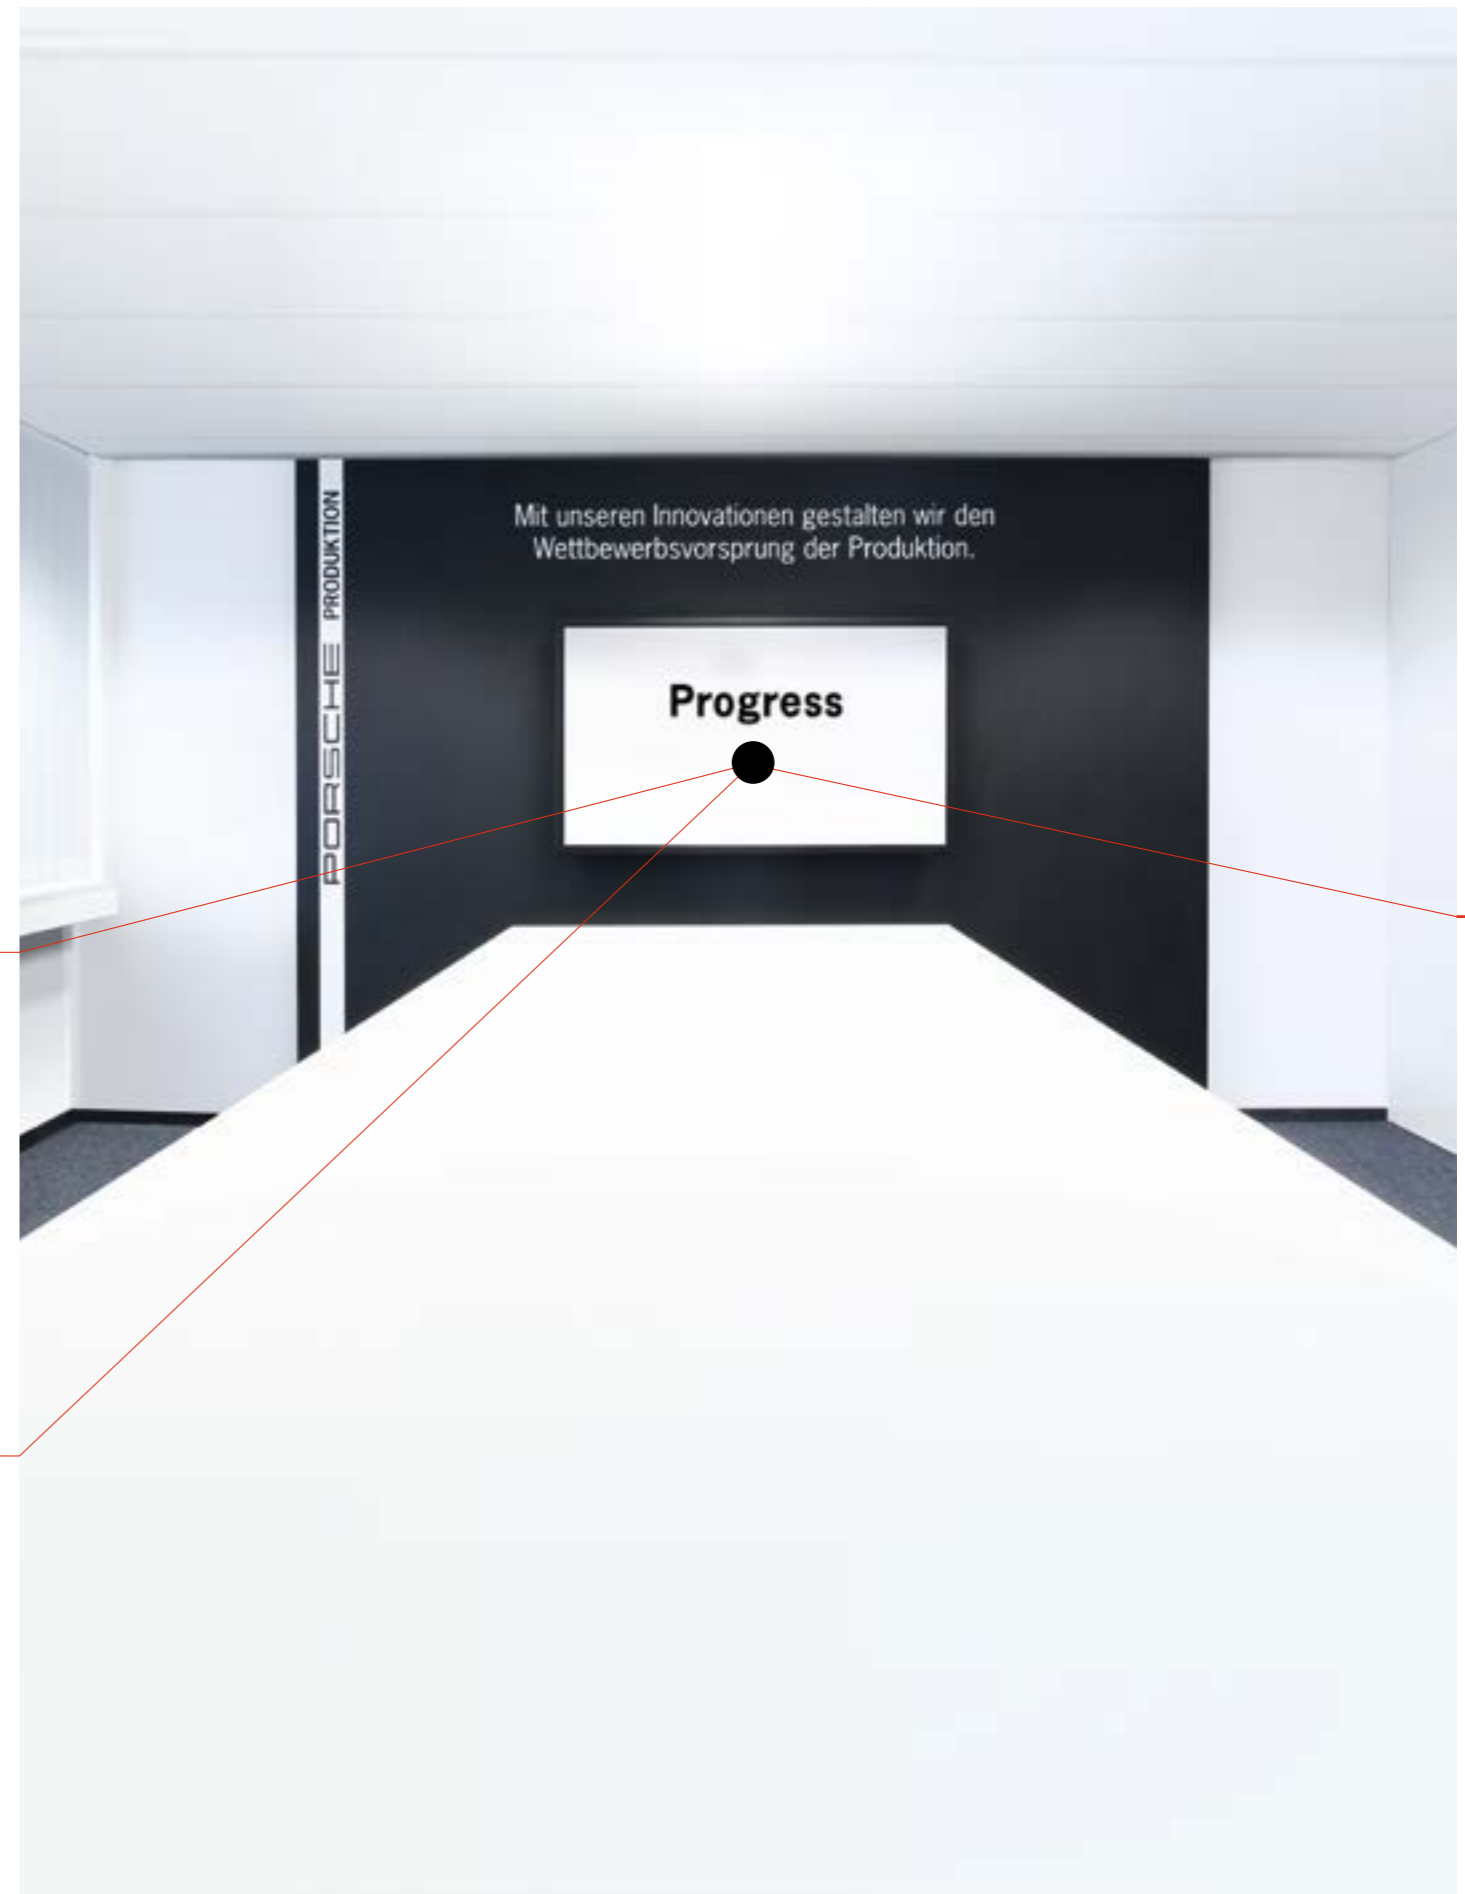 Mit unseren Innovationen gestalten wir den
Wettbewerbsvorsprung der Produktion.
PORSCHE PRODUKTION
Progress